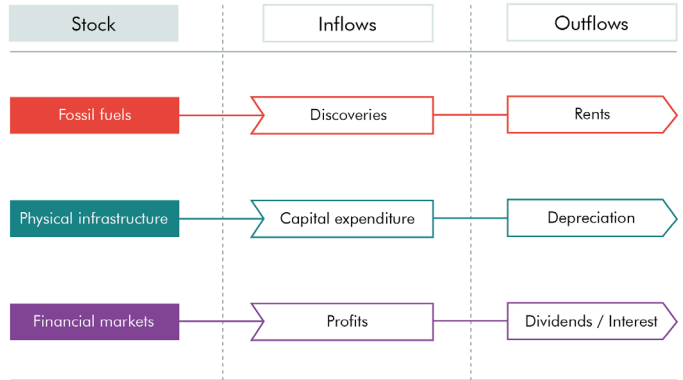 Stock
Inflows
Outflows
Fossil fuels
Discoveries
Rents
Physical infrastructure
Capital expenditure
Depreciation
Financial markets
Profits
Dividends / Interest